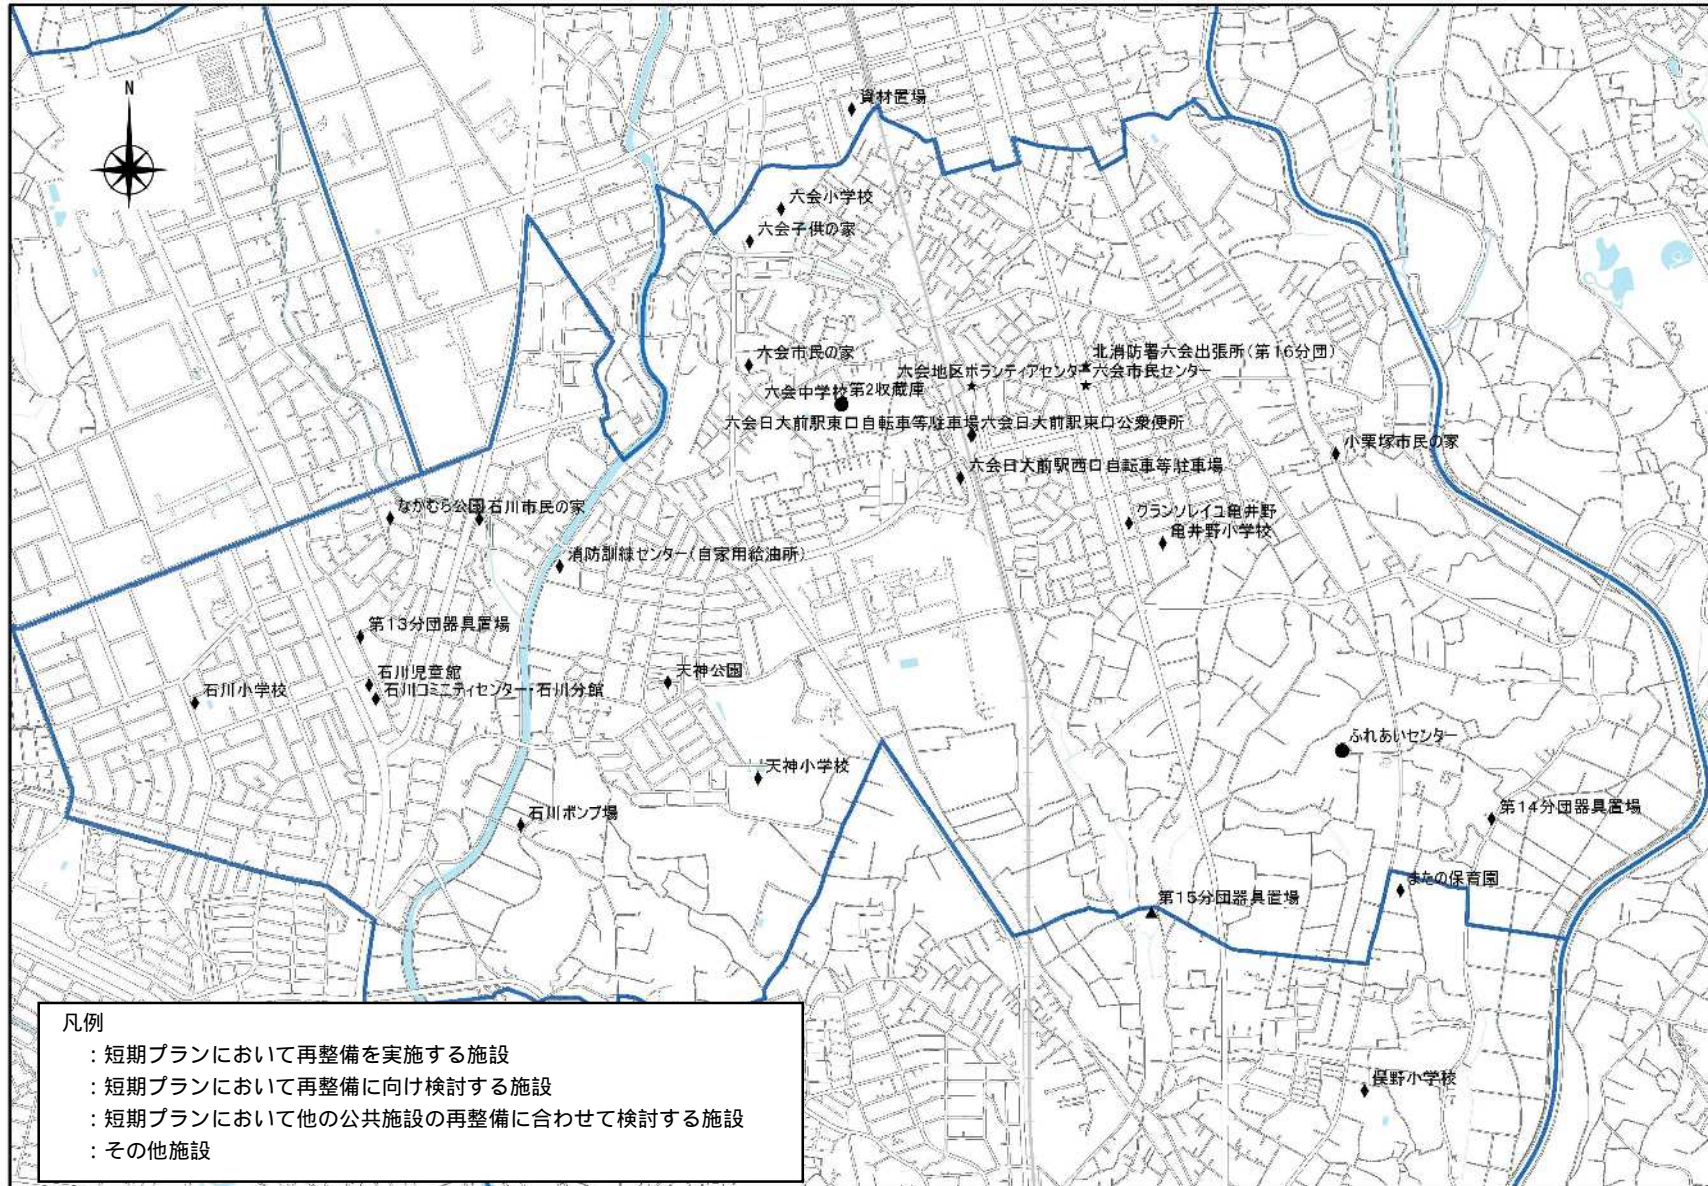 N
資材置場
六会小学校
六会子供の家
六会市民の家
北消防署六会出張所(第16分団)
六会地区ボランティアセンター
六会市民センター
六会中学校
第2収蔵庫
六会日大前駅東口自転車等駐車場
六会日大前駅東口公衆便所
小栗塚市民の家
六会日大前駅西口自転車等駐車場
なかむら公園
石川市民の家
グランソレイユ亀井野
亀井野小学校
消防訓練センター(自家用給油所)
第13分団器具置場
石川児童館
石川コミニティセンター・石川分館
石川小学校
天神公園
ふれあいセンター
天神小学校
石川ポンプ場
第14分団器具置場
またの保育園
第15分団器具置場
俣野小学校
凡例
:短期プランにおいて再整備を実施する施設
:短期プランにおいて再整備に向け検討する施設
:短期プランにおいて他の公共施設の再整備に合わせて検討する施設
:その他施設